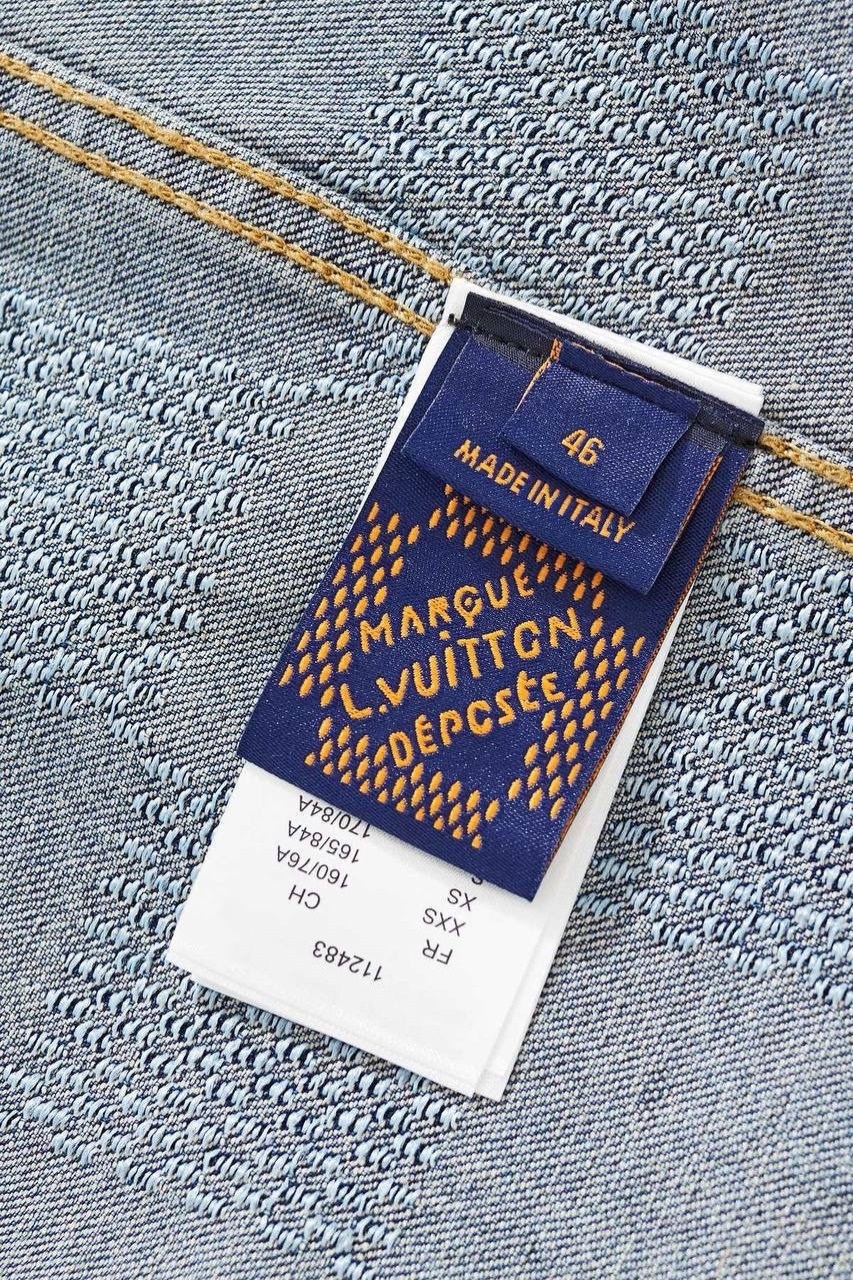 46
MADE IN ITALY
MARQUE
L.VUITTON
DÉPOSÉE
112483
FR CH
XXS 160/76A
XS 165/84A
170/84A